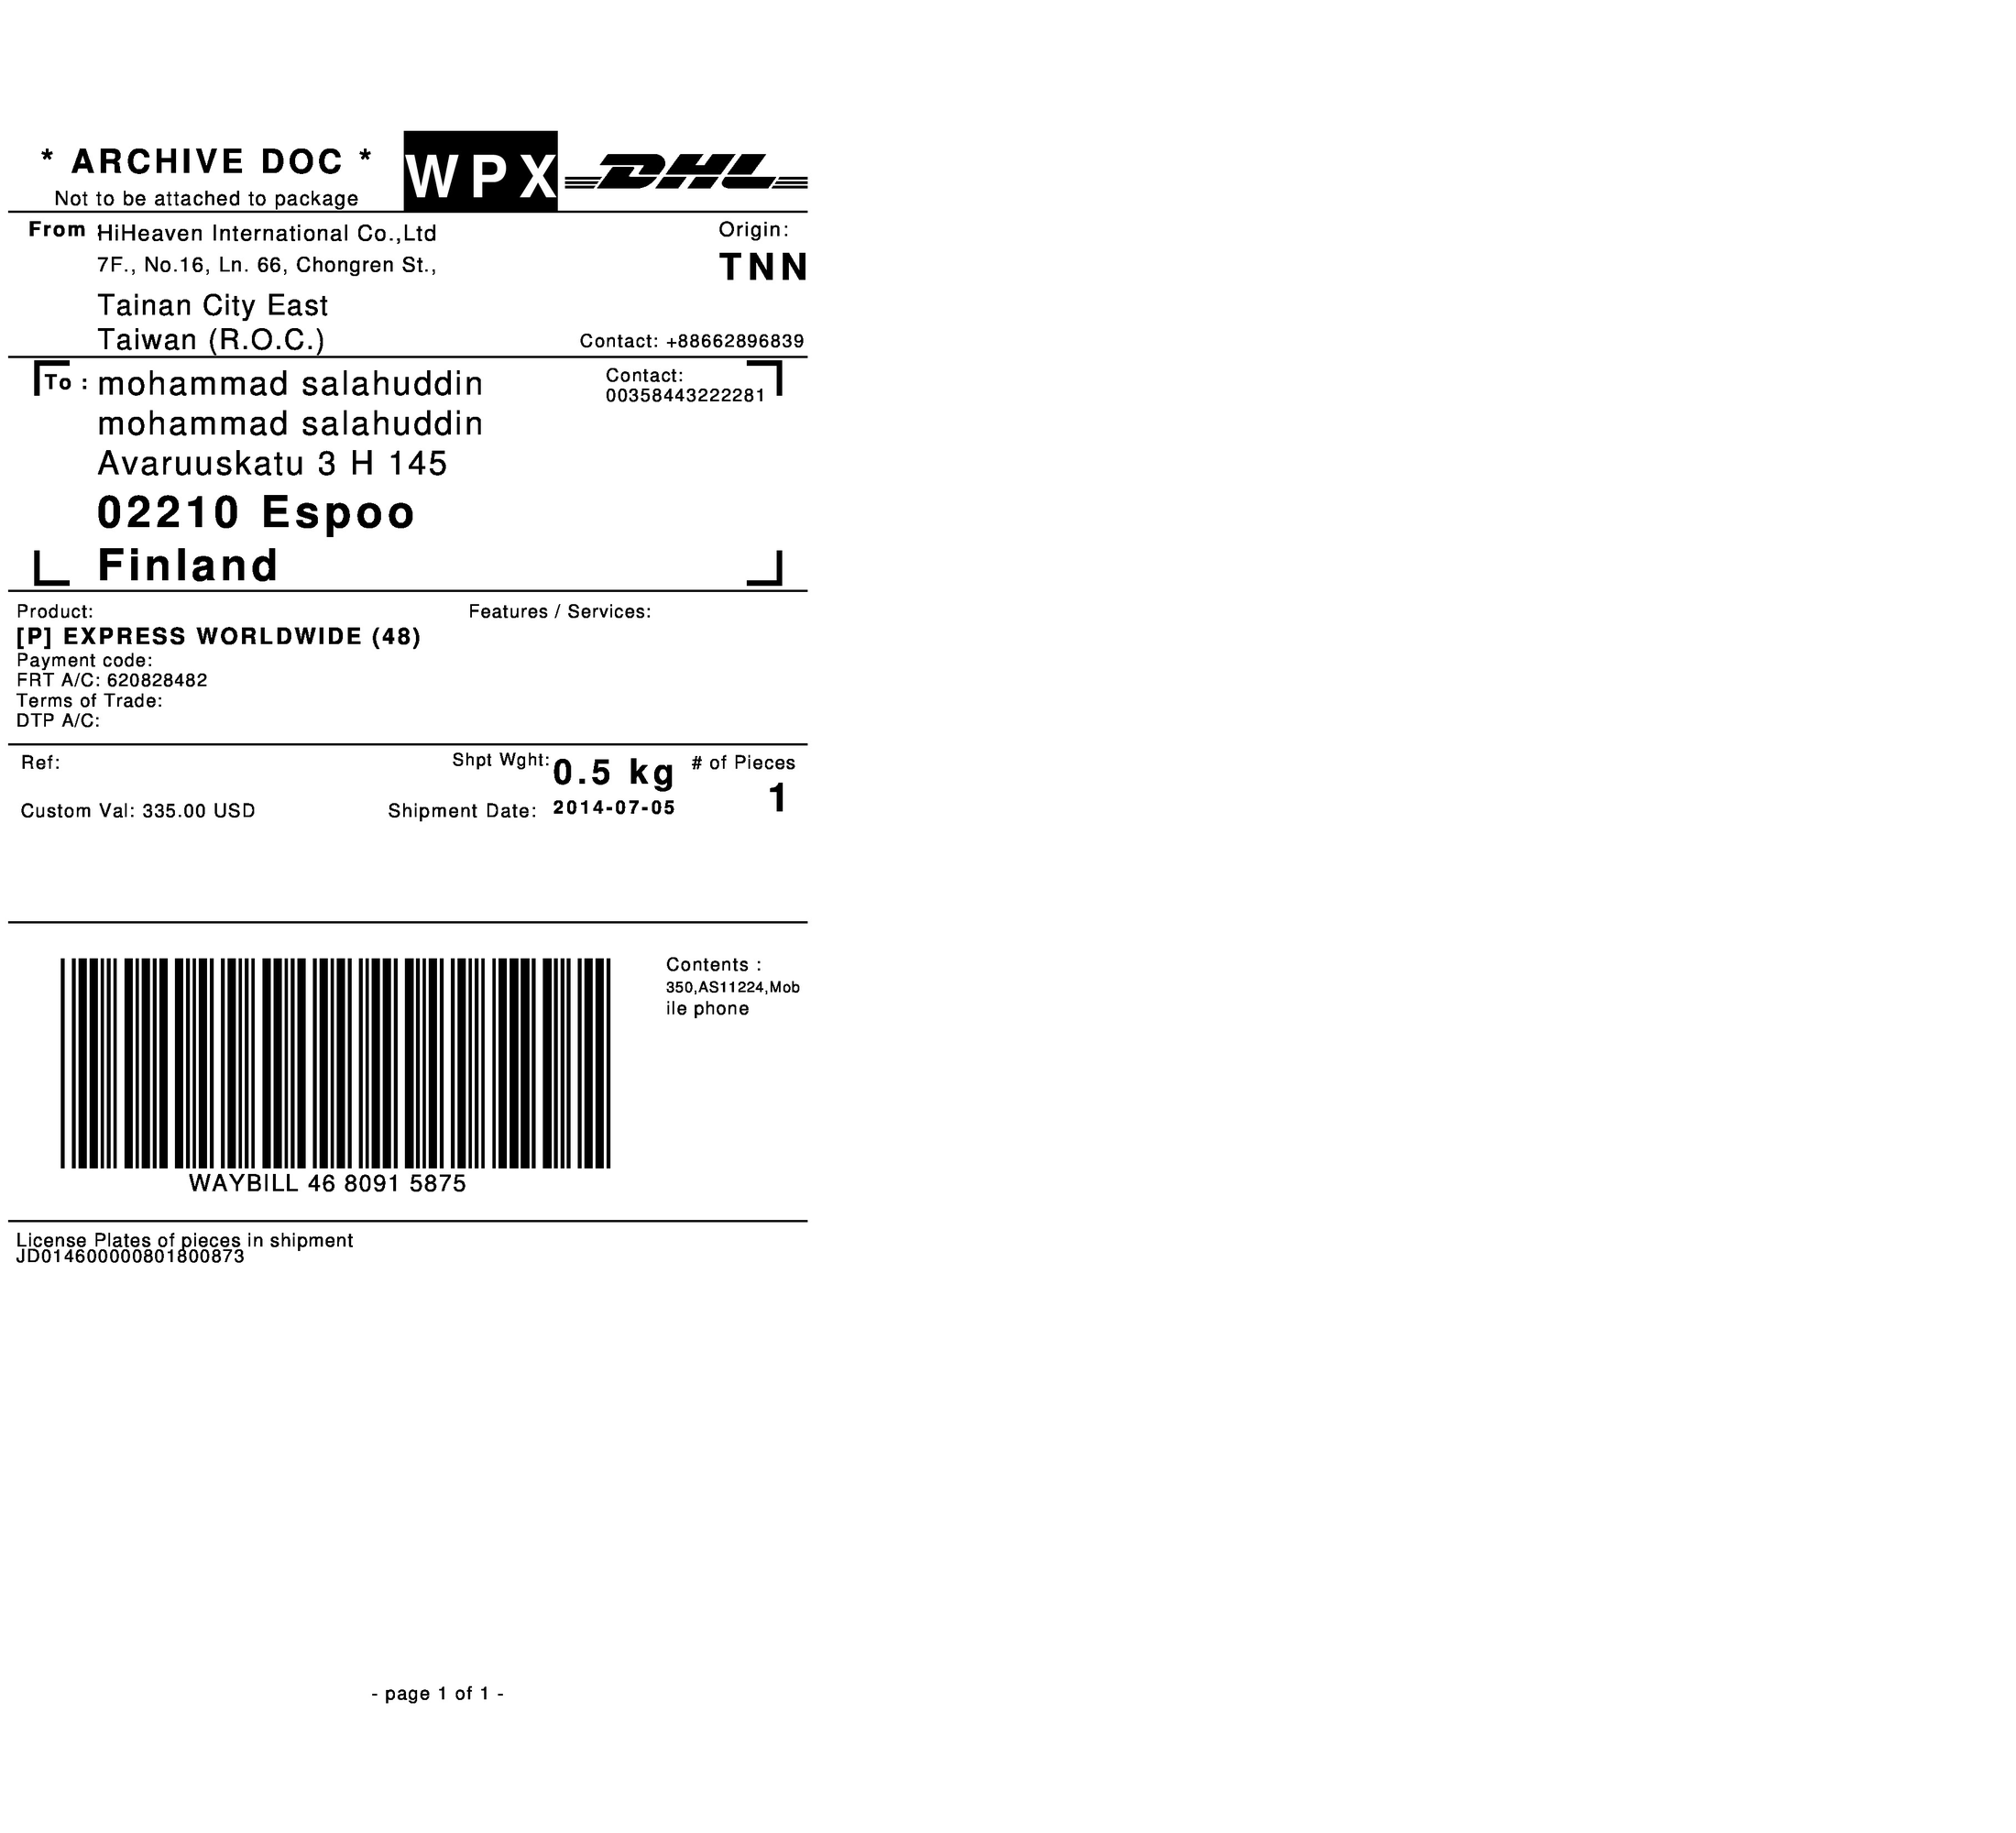 * ARCHIVE DOC *
Not to be attached to package
WPX
DHL
From :
HiHeaven International Co.,Ltd
7F., No.16, Ln. 66, Chongren St.,
Tainan City East
Taiwan (R.O.C.)
Origin:
TNN
Contact: +88662896839
To :
mohammad salahuddin
mohammad salahuddin
Avaruuskatu 3 H 145
02210 Espoo
Finland
Contact:
00358443222281
Product:
[P] EXPRESS WORLDWIDE (48)
Features / Services:
Payment code:
FRT A/C: 620828482
Terms of Trade:
DTP A/C:
Ref:
Shpt Wght: 0.5 kg
# of Pieces
1
Custom Val: 335.00 USD
Shipment Date: 2014-07-05
Contents :
350,AS11224,Mob
ile phone
WAYBILL 46 8091 5875
License Plates of pieces in shipment
JD014600000801800873
- page 1 of 1 -